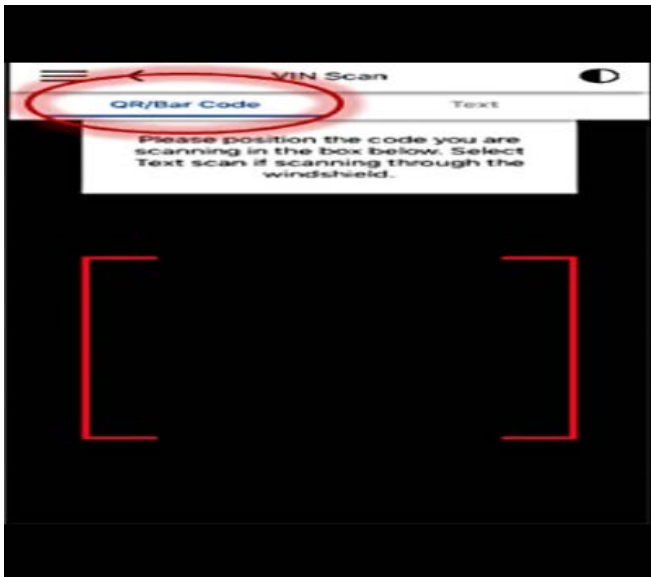 VIN Scan
QR/Bar Code Text
Please position the code you are
scanning in the box below. Select
Text scan if scanning through the
windshield.